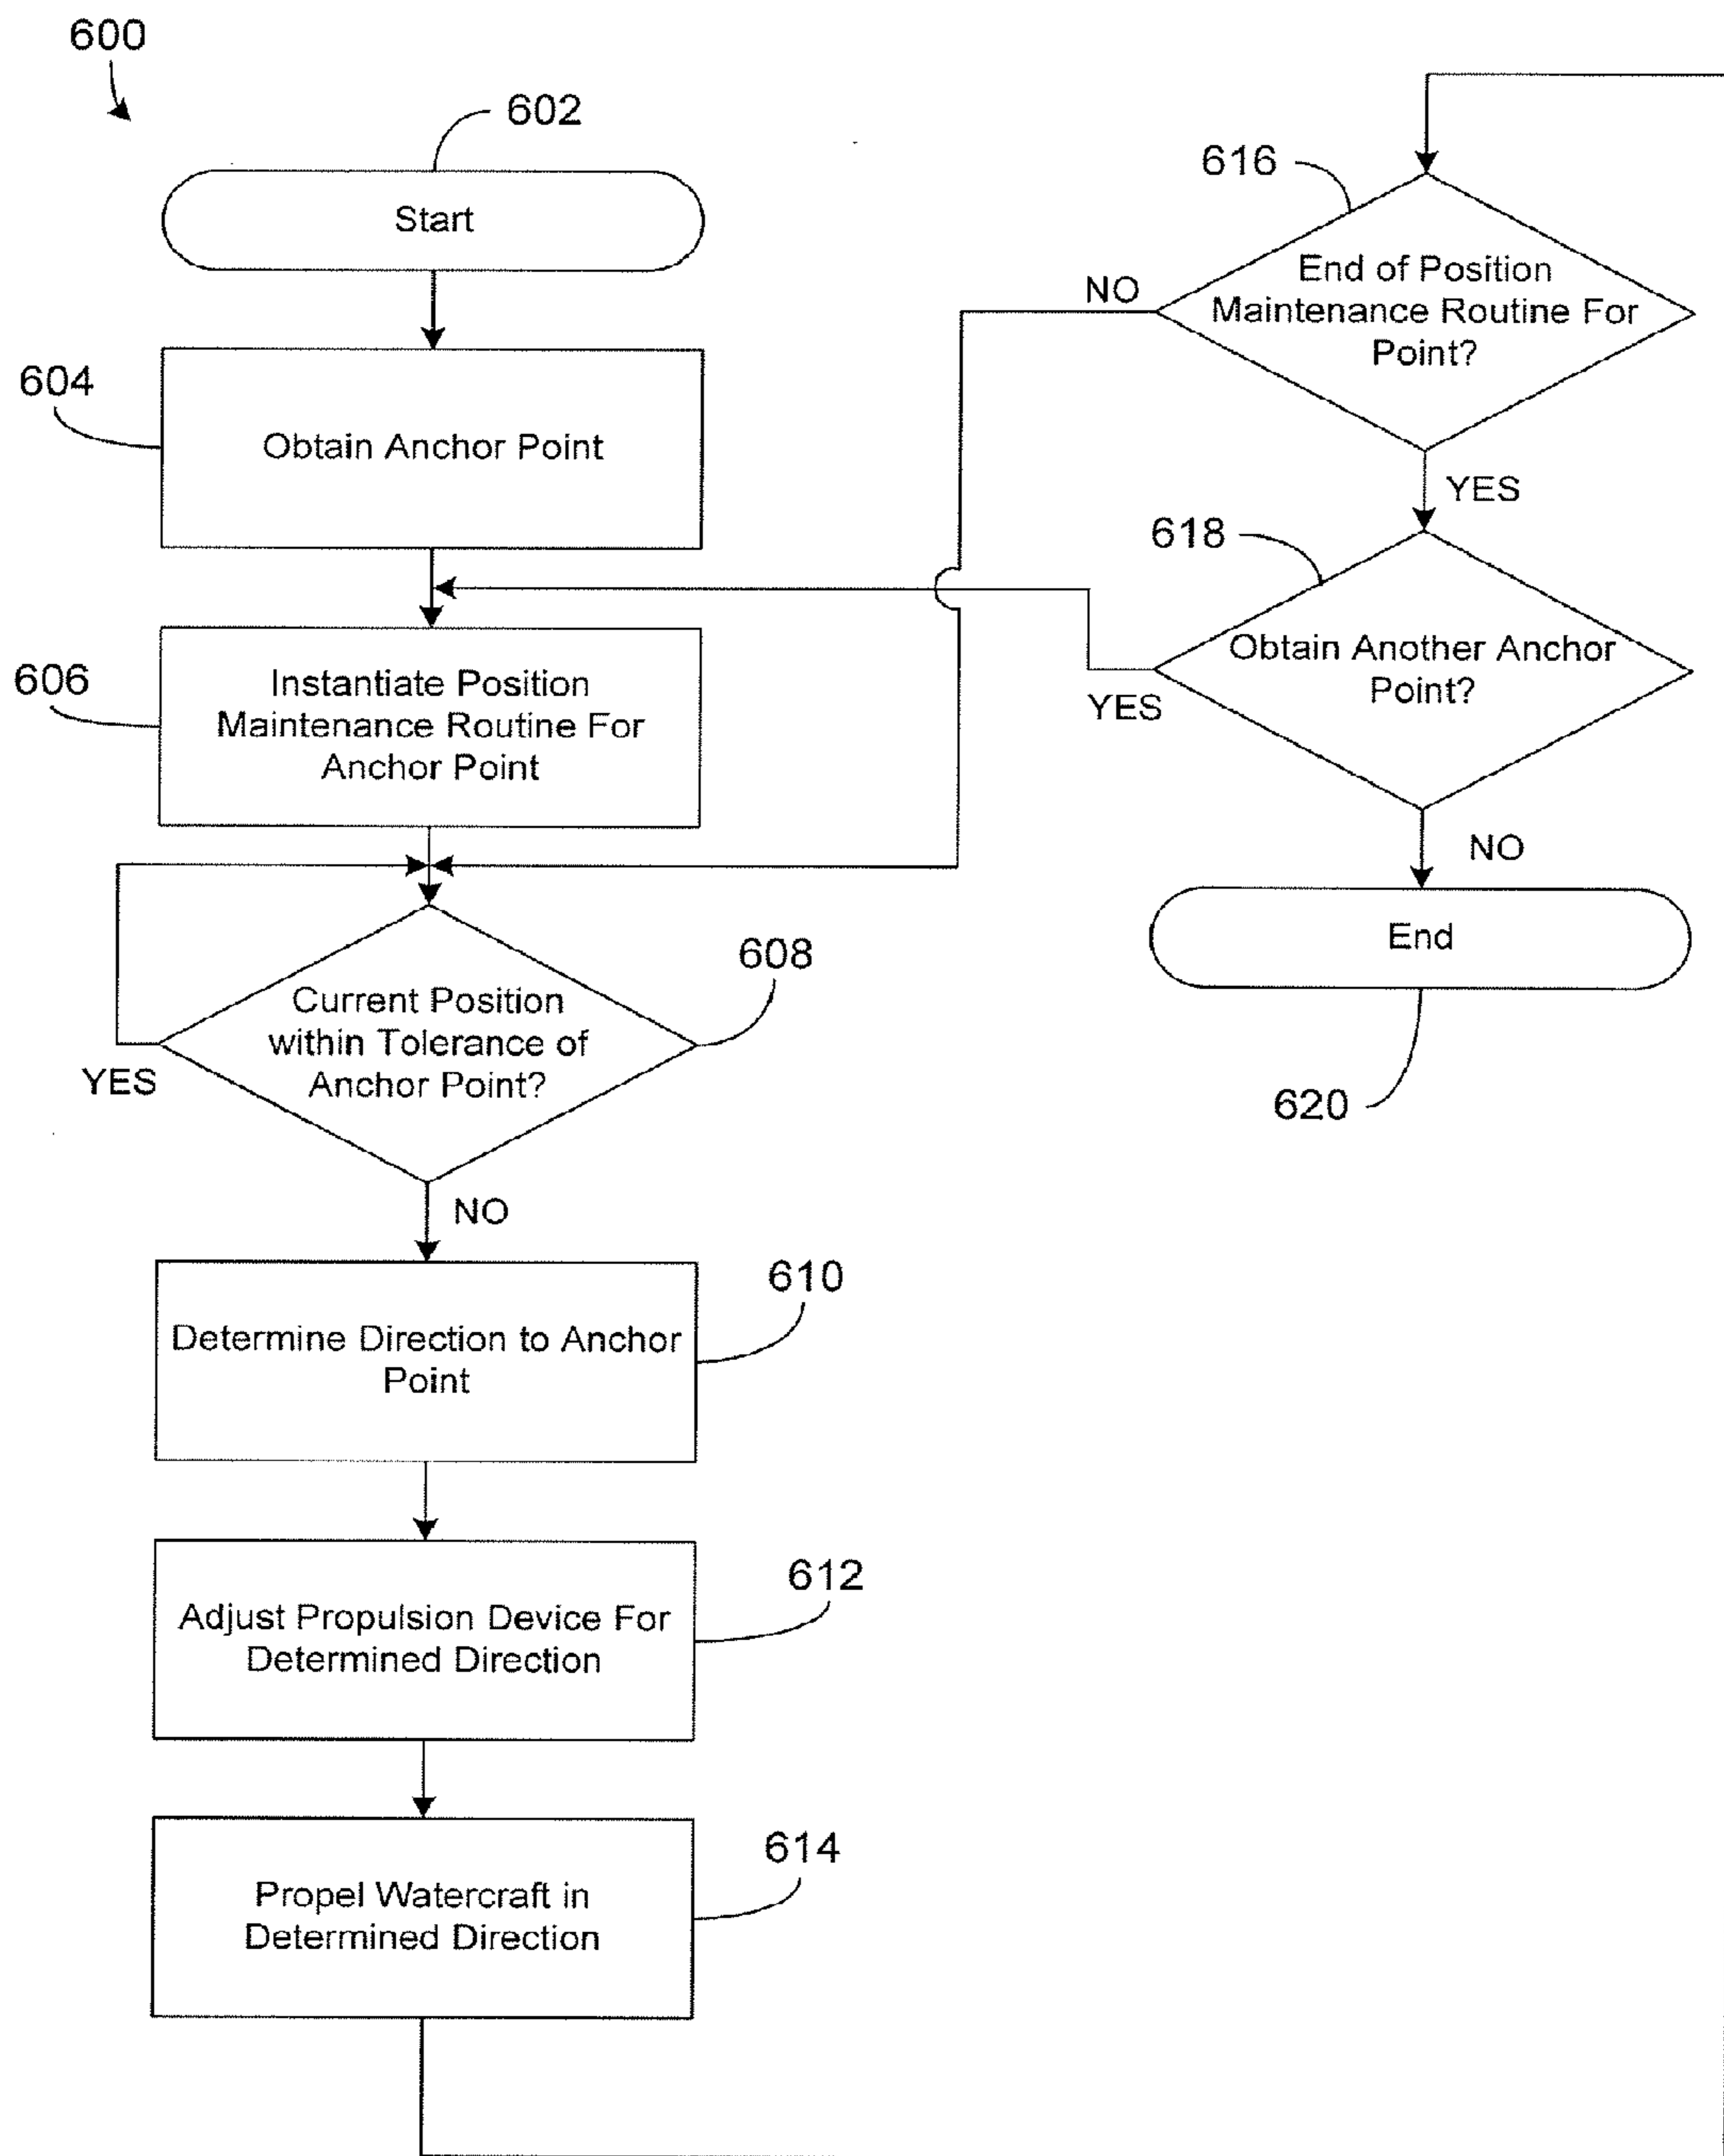 600
602
Start
604
Obtain Anchor Point
606
Instantiate Position
Maintenance Routine For
Anchor Point
608
Current Position
within Tolerance of
Anchor Point?
YES
NO
610
Determine Direction to Anchor
Point
612
Adjust Propulsion Device For
Determined Direction
614
Propel Watercraft in
Determined Direction
616
End of Position
Maintenance Routine For
Point?
NO
YES
618
Obtain Another Anchor
Point?
YES
NO
End
620